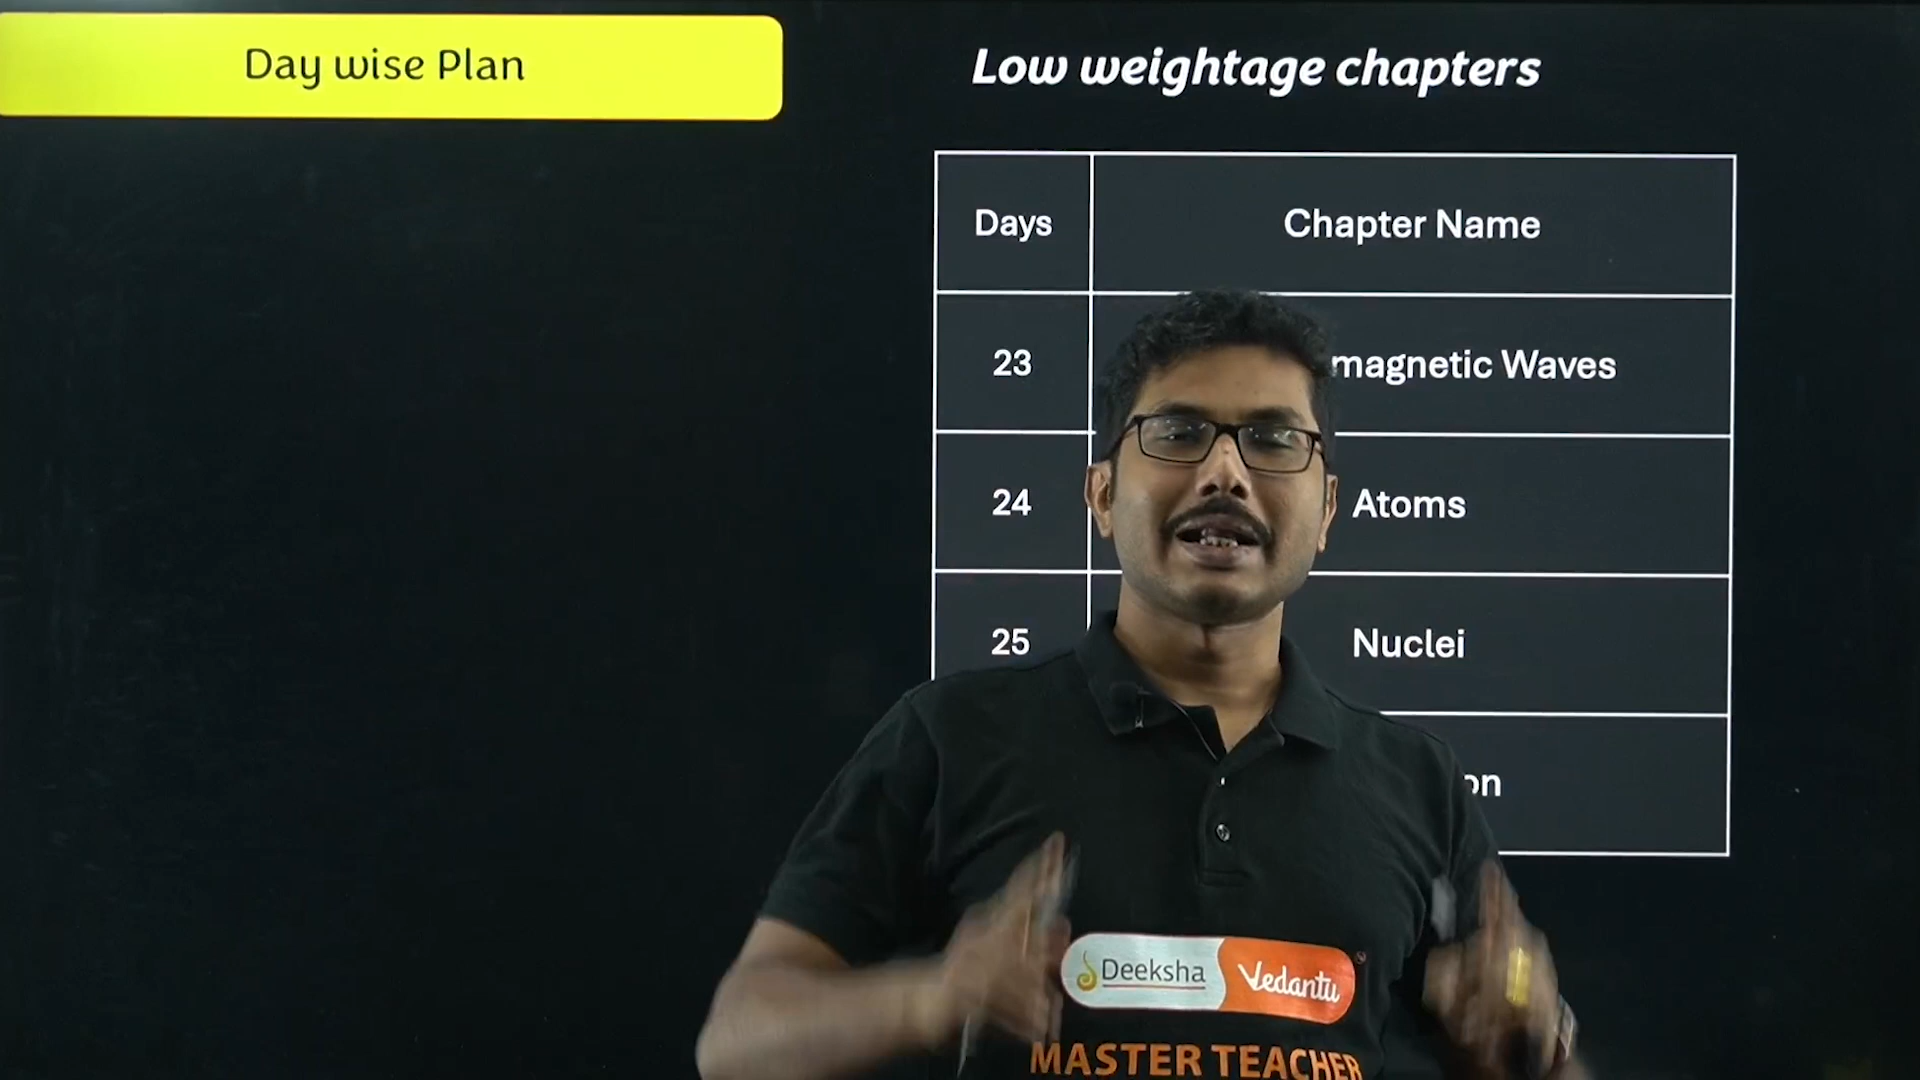 Day wise Plan
Low weightage chapters
Days
Chapter Name
23
magnetic Waves
24
Atoms
25
Nuclei
on
Deeksha
Vedantu
MASTER TEACHER